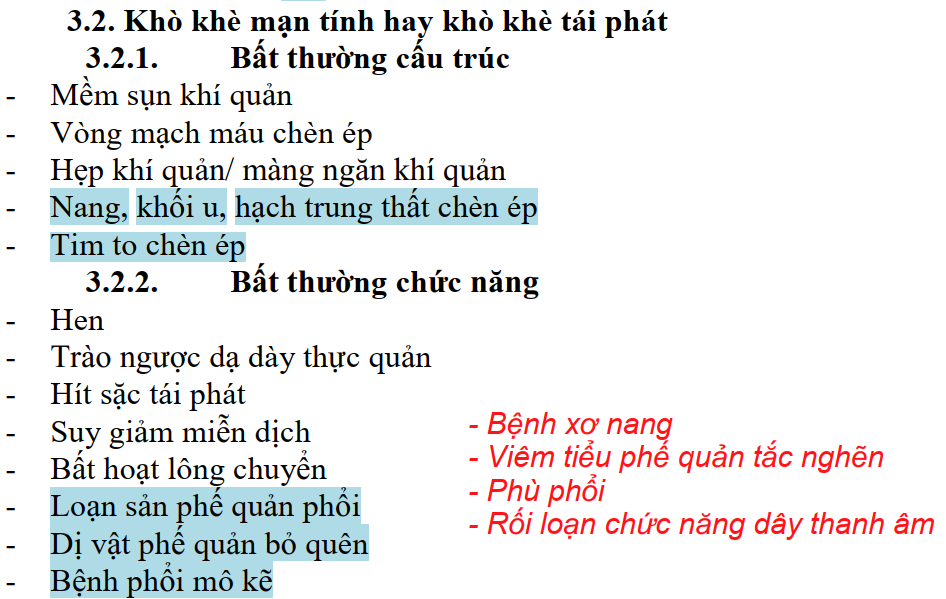 3.2. Khò khè mạn tính hay khò khè tái phát
3.2.1. Bất thường cấu trúc
- Mềm sụn khí quản
- Vòng mạch máu chèn ép
- Hẹp khí quản/ màng ngăn khí quản
- Nang, khối u, hạch trung thất chèn ép
- Tim to chèn ép
3.2.2. Bất thường chức năng
- Hen
- Trào ngược dạ dày thực quản
- Hít sặc tái phát
- Suy giảm miễn dịch
- Bất hoạt lông chuyển
- Loạn sản phế quản phổi
- Dị vật phế quản bỏ quên
- Bệnh phổi mô kẽ
- Bệnh xơ nang
- Viêm tiểu phế quản tắc nghẽn
- Phù phổi
- Rối loạn chức năng dây thanh âm